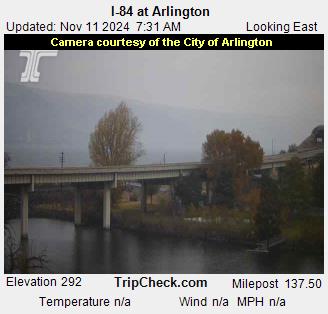 I-84 at Arlington
Updated: Nov 11 2024 7:31 AM Looking East
Camera courtesy of the City of Arlington
Elevation 292 TripCheck.com Milepost 137.50
Temperature n/a Wind n/a MPH n/a